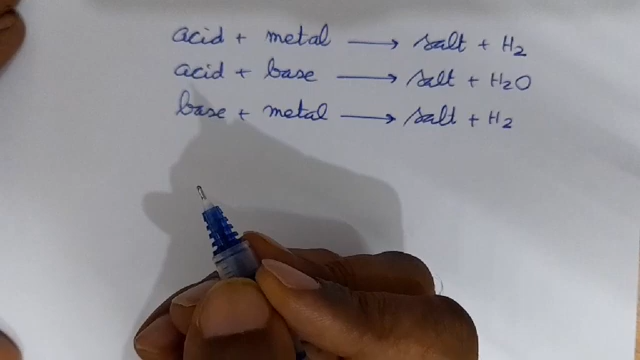 acid + metal → salt + H₂
acid + base → salt + H₂O
base + metal → salt + H₂